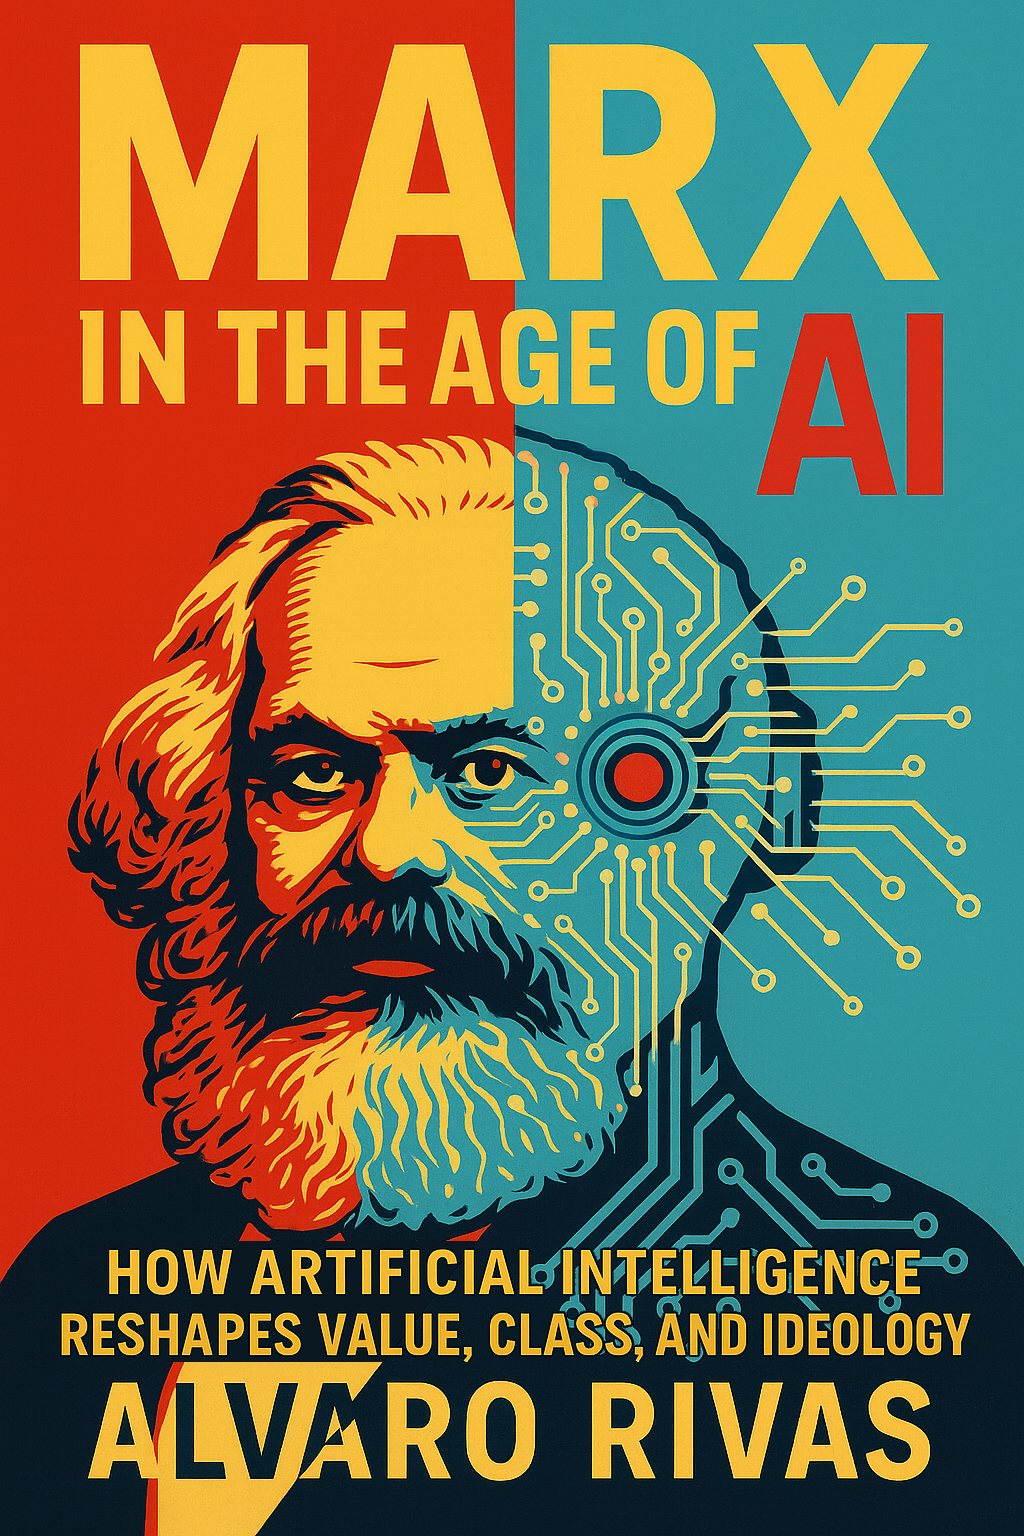 MARX
IN THE AGE OF AI
HOW ARTIFICIAL INTELLIGENCE
RESHAPES VALUE, CLASS, AND IDEOLOGY
ALVARO RIVAS